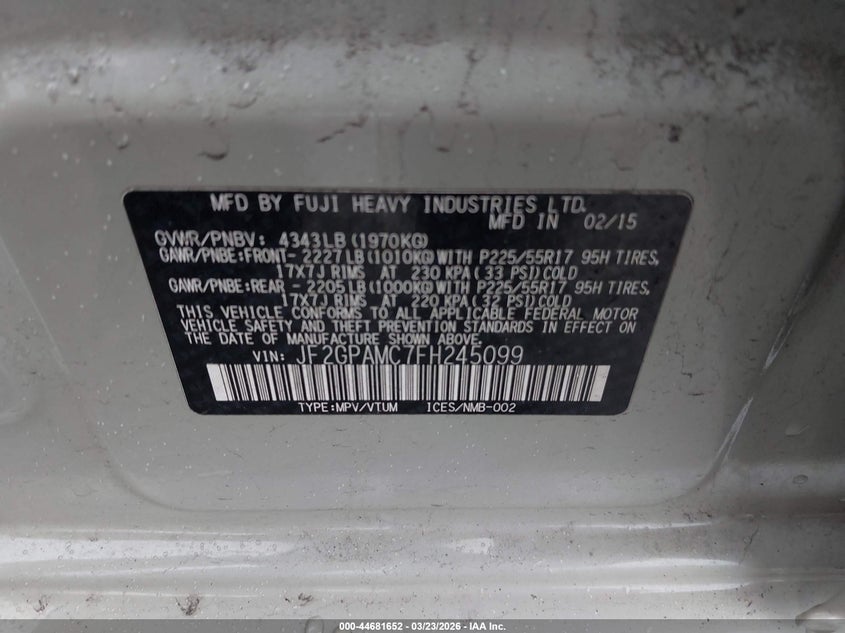 MFD BY FUJI HEAVY INDUSTRIES LTD.
MFD IN 02/15
GVWR/PNBV: 4343LB(1970KG)
GAWR/PNBE:FRONT- 2227LB(1010KG)WITH P225/55R17 95H TIRES,
17X7J RIMS AT 230 KPA(33 PSI)COLD
GAWR/PNBE:REAR - 2205LB(1000KG)WITH P225/55R17 95H TIRES,
17X7J RIMS AT 220 KPA(32 PSI)COLD
THIS VEHICLE CONFORMS TO ALL APPLICABLE FEDERAL MOTOR
VEHICLE SAFETY AND THEFT PREVENTION STANDARDS IN EFFECT ON
THE DATE OF MANUFACTURE SHOWN ABOVE.
VIN: JF2GPAMC7FH245099
TYPE:MPV/VTUM ICES/NMB-002
000-44681652 - 03/23/2026 - IAA Inc.